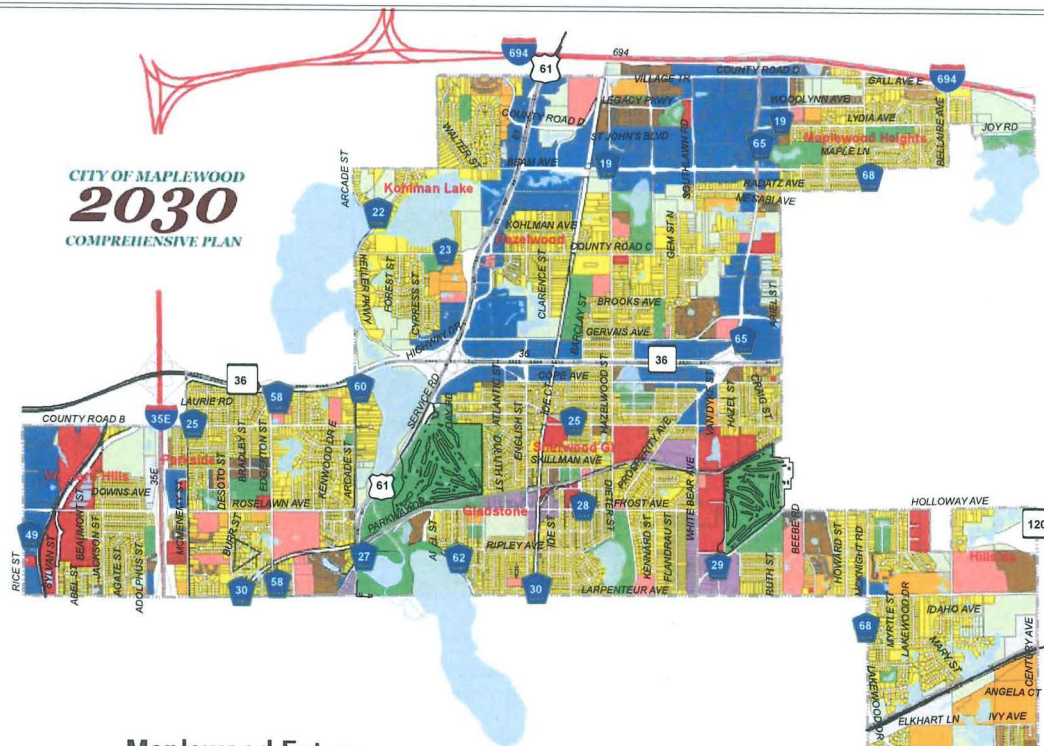 694
61
694
VILLAGE TR
COUNTY ROAD D
GALL AVE E
694
LEGACY PKWY
WOODLYNN AVE
COUNTY ROAD D
61
ST JOHN'S BLVD
SOUTHLAWN RD
19
LYDIA AVE
BELLAIRE AVE
JOY RD
WALTER ST
65
Maplewood Heights
MAPLE LN
BEAM AVE
19
68
CITY OF MAPLEWOOD
2030
COMPREHENSIVE PLAN
ARCADE ST
Kohlman Lake
RADATZ AVE
MESABI AVE
22
KOHLMAN AVE
GEM ST N
23
Hazelwood
COUNTY ROAD C
KELLER PKWY
FOREST ST
CYPRESS ST
CLARENCE ST
BROOKS AVE
BARCLAY ST
ARIEL ST
GERVAIS AVE
HIGHWAY DR
65
36
36
COPE AVE
36
LAURIE RD
58
60
SERVICE RD
ATLANTIC ST
IDE CT
HAZELWOOD ST
VAN DYKE ST
HAZEL ST
CRAIG ST
COUNTY ROAD B
35E
25
BRADLEY ST
EDGERTON ST
KENWOOD DR E
ARCADE ST
DULUTH ST
ENGLISH ST
25
Parkside
35E
SKILLMAN AVE
PROSPERITY AVE
DOWNS AVE
DESOTO ST
61
ROSELAWN AVE
49
MCMENEMY ST
28
FROST AVE
WHITE BEAR AVE
HOLLOWAY AVE
Gladstone
BEEBE RD
120
RICE ST
SYLVAN ST
ABEL ST
BEAUMONT ST
JACKSON ST
AGATE ST
ADOLPHUS ST
BURR ST
27
62
RIPLEY AVE
IDE ST
KENNARD ST
FLANDRAU ST
29
RUTH ST
HOWARD ST
MCKNIGHT RD
30
58
30
LARPENTEUR AVE
68
MYRTLE ST
LAKEWOOD DR
IDAHO AVE
MARY ST
CENTURY AVE
ANGELA CT
LAKEWOOD DR
ELKHART LN
IVY AVE